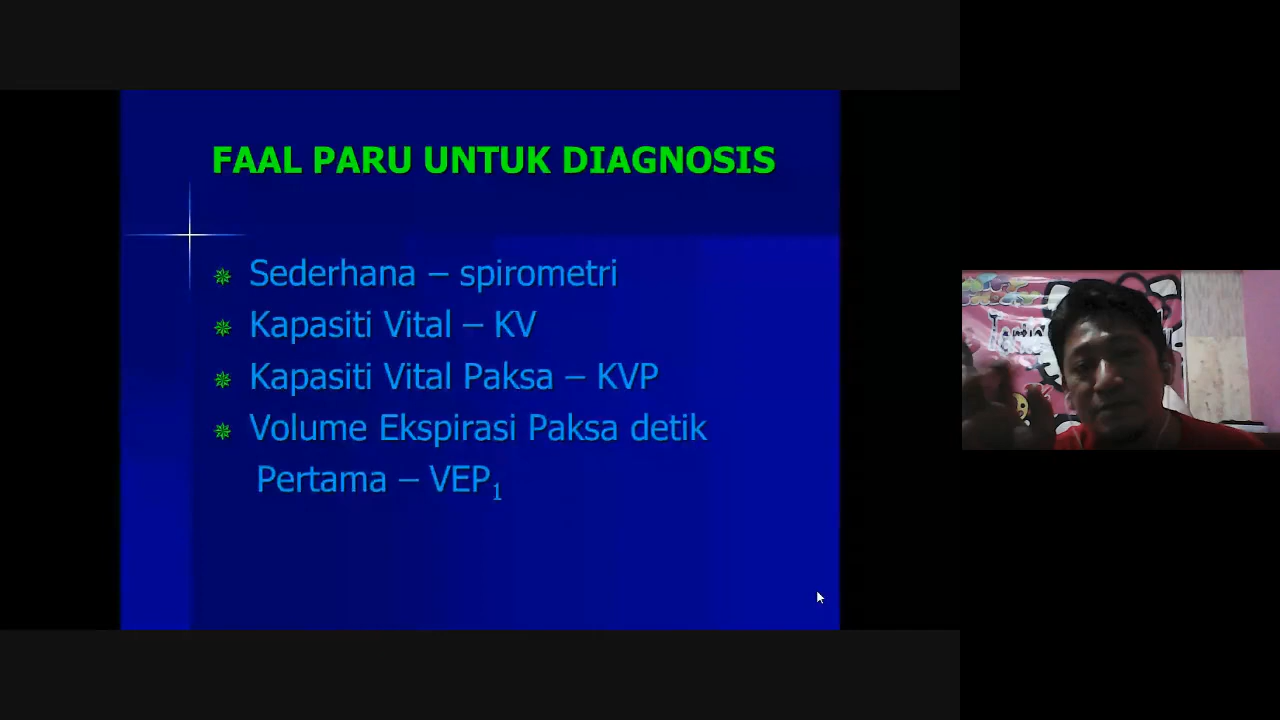 FAAL PARU UNTUK DIAGNOSIS
Sederhana – spirometri
Kapasiti Vital – KV
Kapasiti Vital Paksa – KVP
Volume Ekspirasi Paksa detik
Pertama – VEP₁